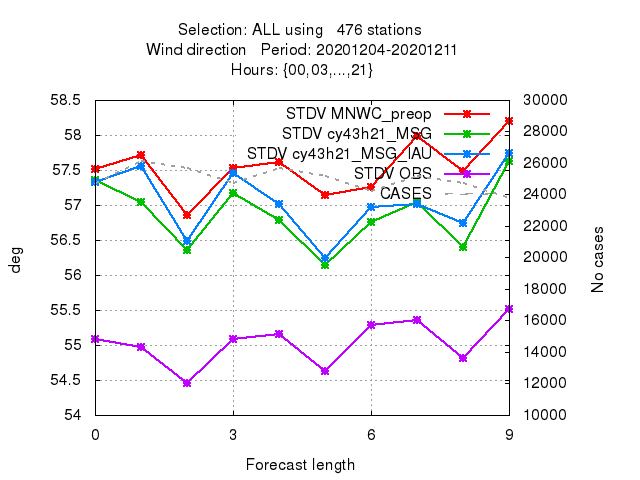 Selection: ALL using 476 stations
Wind direction Period: 20201204-20201211
Hours: {00,03,...,21}
58.5
58
57.5
57
56.5
56
55.5
55
54.5
54
30000
28000
26000
24000
22000
20000
18000
16000
14000
12000
10000
STDV MNWC_preop
STDV cy43h21_MSG
STDV cy43h21_MSG_IAU
STDV OBS
CASES
deg
No cases
0 3 6 9
Forecast length